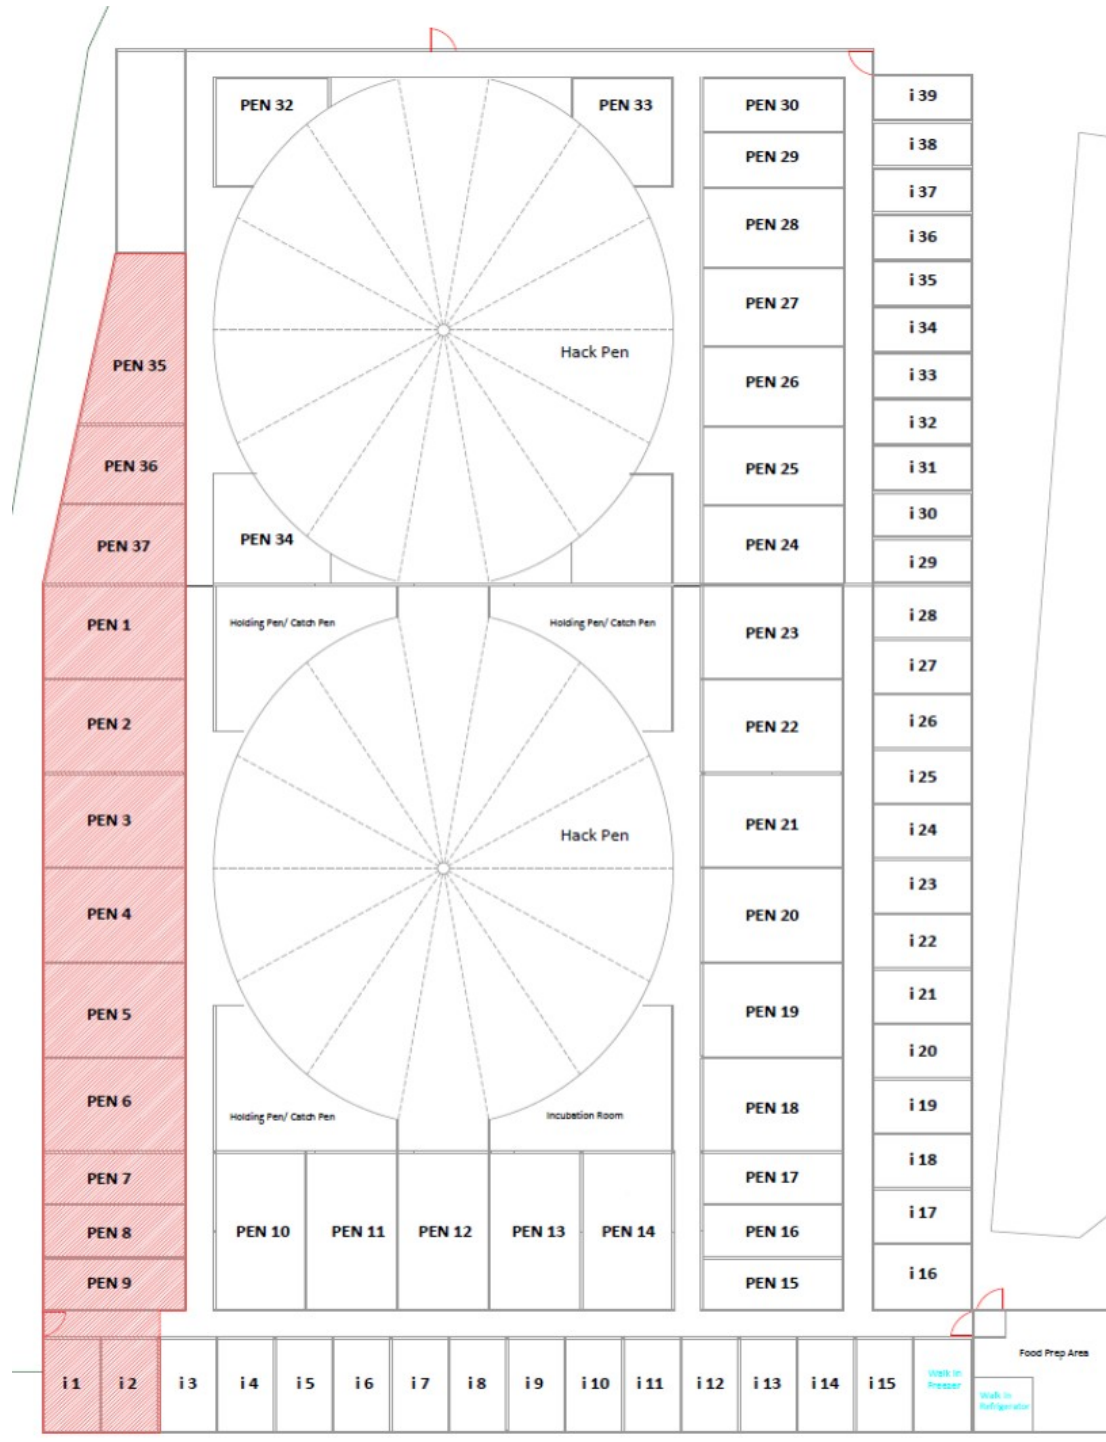 PEN 32
PEN 33
PEN 30
i 39
PEN 29
i 38
i 37
PEN 28
i 36
i 35
PEN 27
i 34
Hack Pen
PEN 35
i 33
PEN 26
i 32
PEN 36
PEN 25
i 31
i 30
PEN 37
PEN 34
PEN 24
i 29
PEN 1
Holding Pen/ Catch Pen
Holding Pen/ Catch Pen
PEN 23
i 28
i 27
PEN 2
PEN 22
i 26
i 25
PEN 3
PEN 21
i 24
Hack Pen
i 23
PEN 4
PEN 20
i 22
i 21
PEN 5
PEN 19
i 20
PEN 6
PEN 18
i 19
Holding Pen/ Catch Pen
Incubation Room
i 18
PEN 7
PEN 17
i 17
PEN 8
PEN 10
PEN 11
PEN 12
PEN 13
PEN 14
PEN 16
i 16
PEN 9
PEN 15
Food Prep Area
i 1
i 2
i 3
i 4
i 5
i 6
i 7
i 8
i 9
i 10
i 11
i 12
i 13
i 14
i 15
Walk in
Freezer
Walk in
Refrigerator